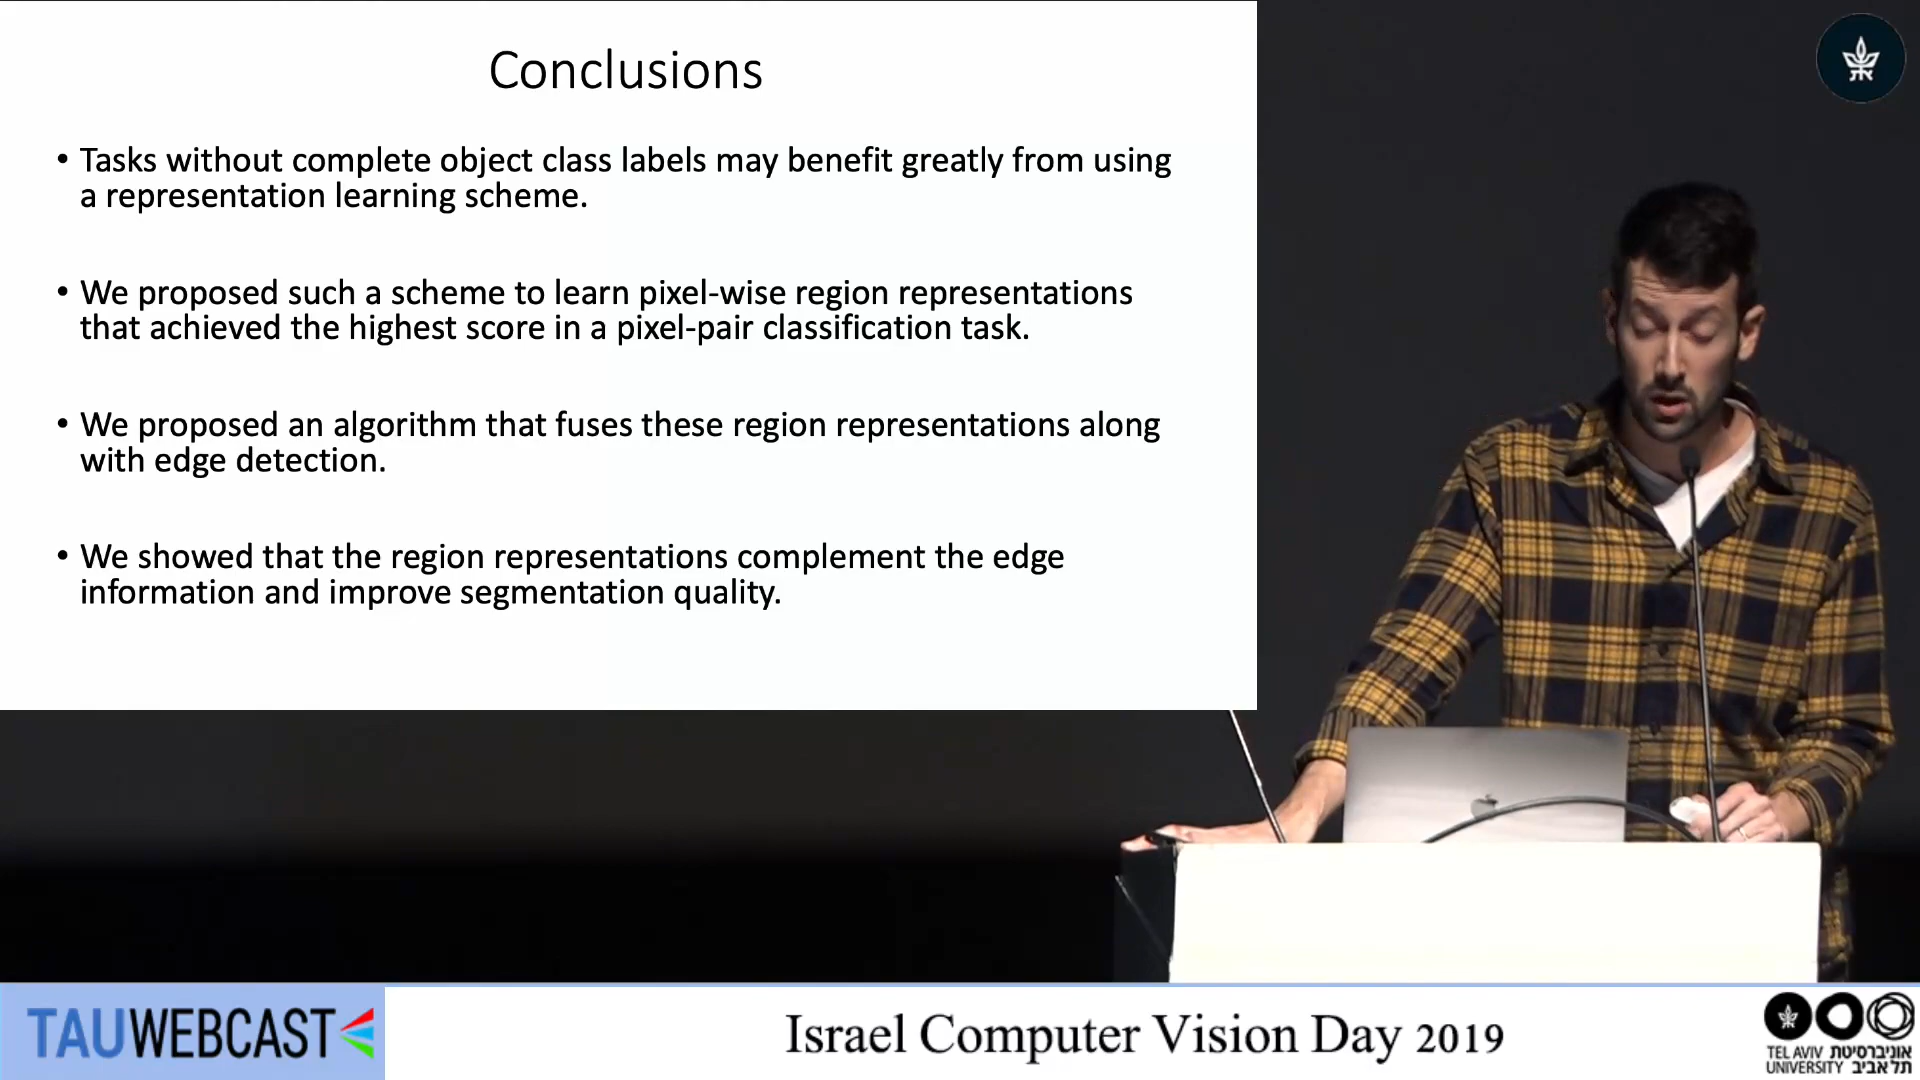 Conclusions
• Tasks without complete object class labels may benefit greatly from using
a representation learning scheme.
• We proposed such a scheme to learn pixel-wise region representations
that achieved the highest score in a pixel-pair classification task.
• We proposed an algorithm that fuses these region representations along
with edge detection.
• We showed that the region representations complement the edge
information and improve segmentation quality.
TAUWEBCAST
Israel Computer Vision Day 2019
TEL AVIV אוניברסיטת
UNIVERSITY תל אביב